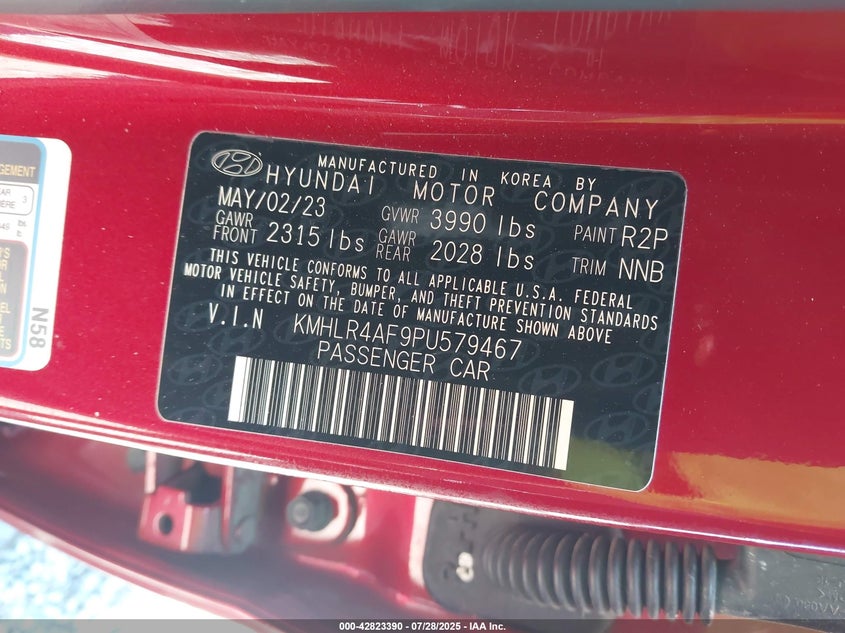 MANUFACTURED IN KOREA BY
HYUNDAI MOTOR COMPANY
MAY/02/23 GVWR 3990 lbs PAINT R2P
GAWR FRONT 2315 lbs GAWR REAR 2028 lbs TRIM NNB
THIS VEHICLE CONFORMS TO ALL APPLICABLE U.S.A. FEDERAL
MOTOR VEHICLE SAFETY, BUMPER, AND THEFT PREVENTION STANDARDS
IN EFFECT ON THE DATE OF MANUFACTURE SHOWN ABOVE
V.I.N KMHLR4AF9PU579467
PASSENGER CAR
N58
000-42823390 - 07/28/2025 - IAA Inc.